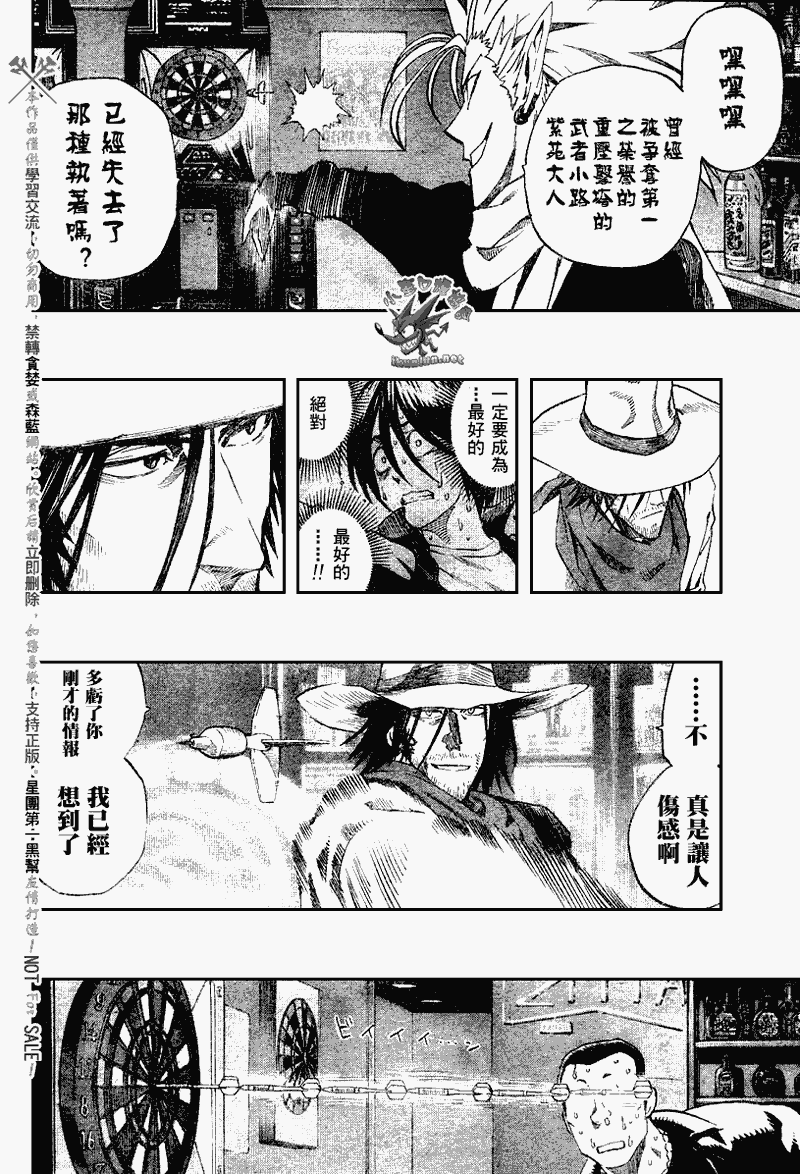 嘿嘿嘿
曾經
被爭奪第一
之榮譽的
重壓擊垮的
武者小路
紫苑大人
已經失去了
那種執著嗎？
一定要成為
…最好的
絕對
最好的
……!!
……不
真是讓人
傷感啊
多虧了你
剛才的情報
我已經
想到了
ドイイイ…ン
本作品僅供學習交流！切勿商用，禁轉貪婪或森藍網站。欣賞后請立即刪除，如您喜歡！支持正版。星團第一·黑幫友情打造！NOT For SALE！